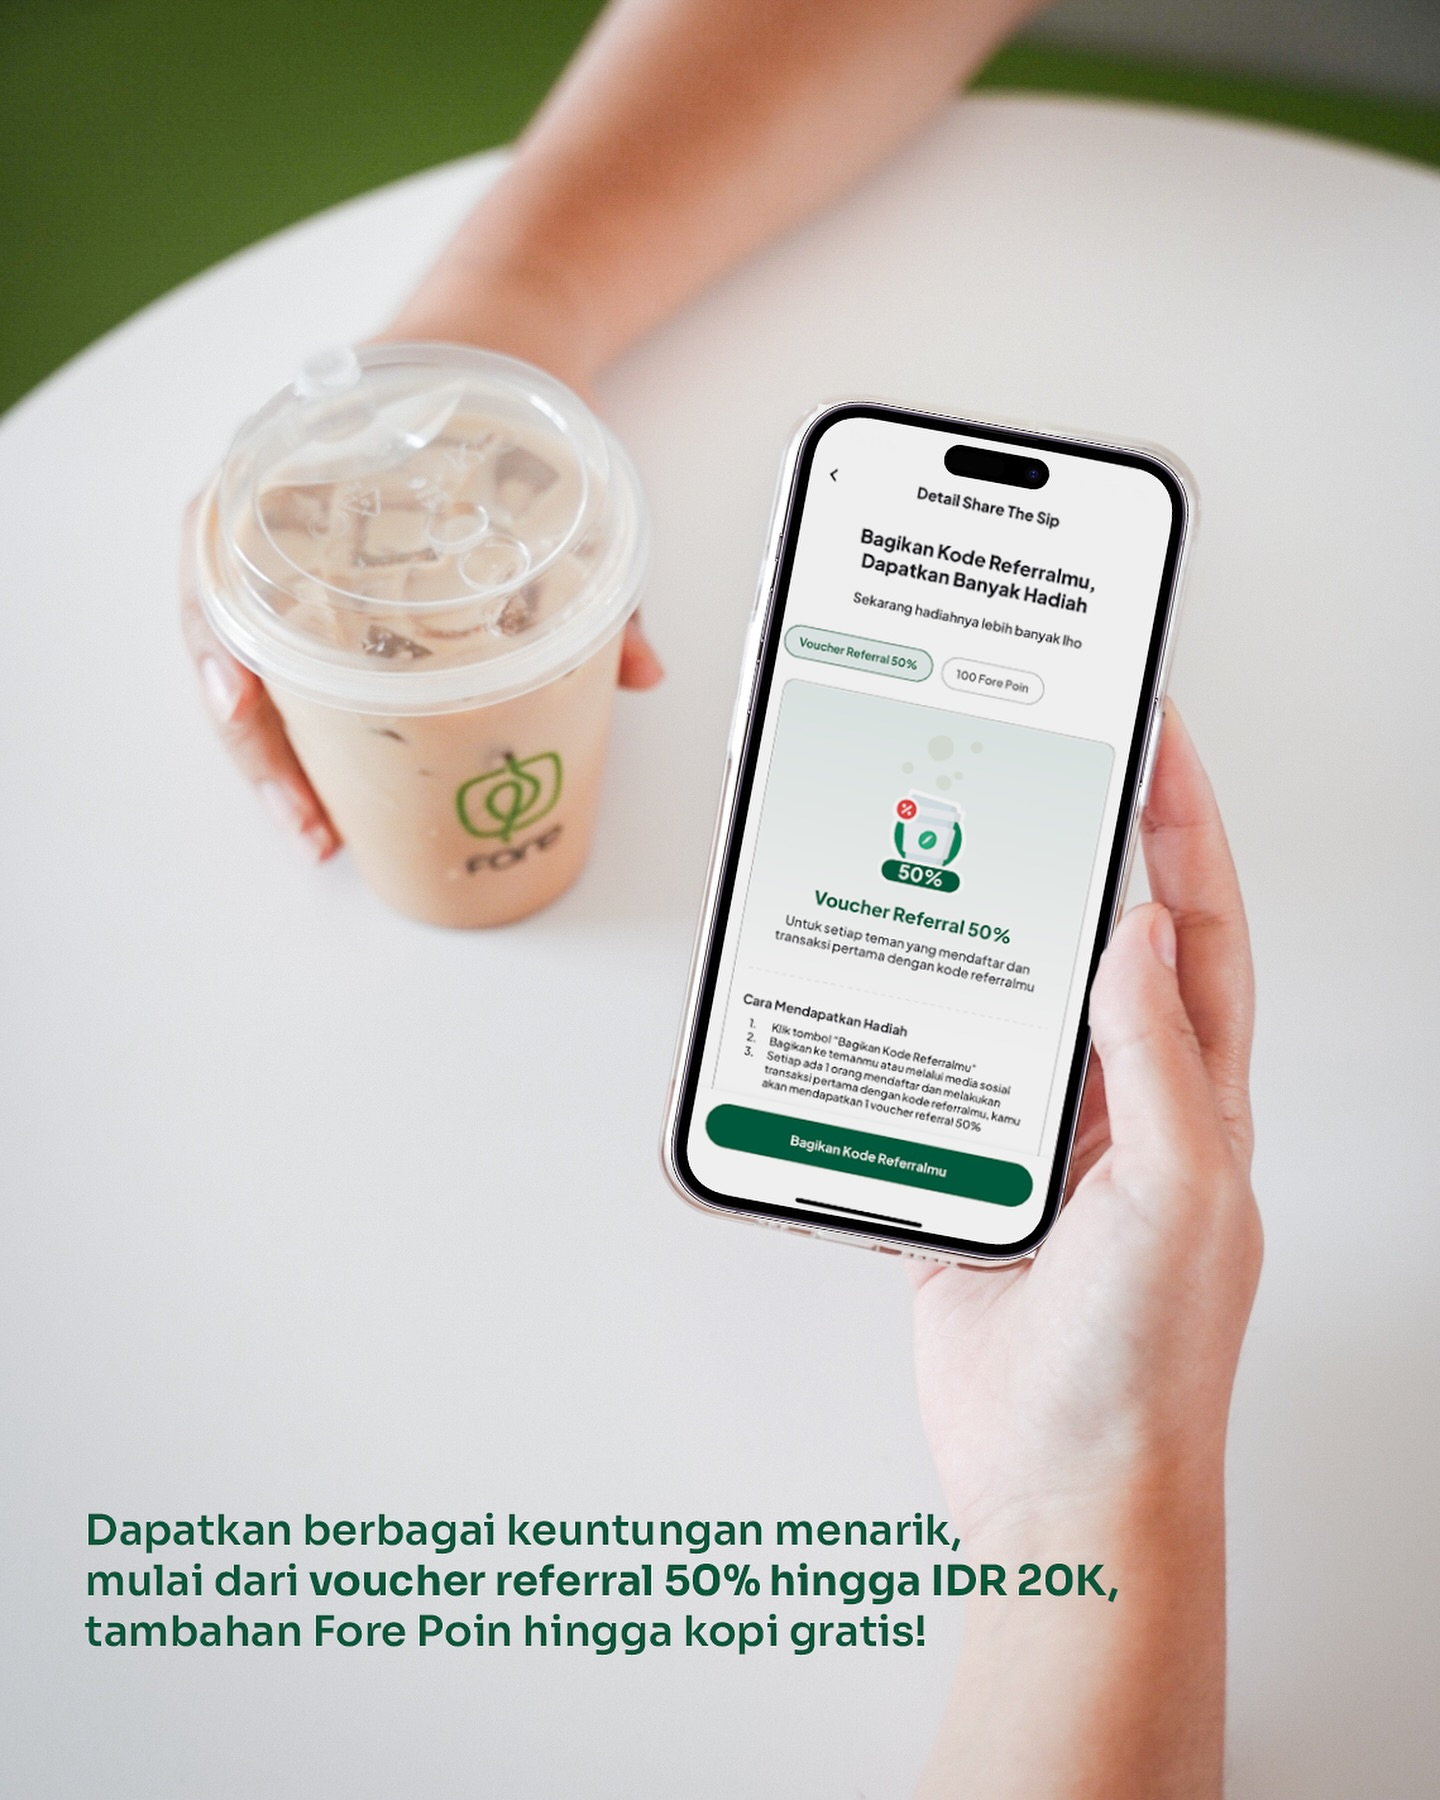 Fore
Detail Share The Sip
Bagikan Kode Referralmu,
Dapatkan Banyak Hadiah
Sekarang hadiahnya lebih banyak lho
Voucher Referral 50%
100 Fore Poin
%
50%
Voucher Referral 50%
Untuk setiap teman yang mendaftar dan
transaksi pertama dengan kode referralmu
Cara Mendapatkan Hadiah
1. Klik tombol "Bagikan Kode Referralmu"
2. Bagikan ke temanmu atau melalui media sosial
3. Setiap ada 1 orang mendaftar dan melakukan
transaksi pertama dengan kode referralmu, kamu
akan mendapatkan 1 voucher referral 50%
Bagikan Kode Referralmu
Dapatkan berbagai keuntungan menarik,
mulai dari voucher referral 50% hingga IDR 20K,
tambahan Fore Poin hingga kopi gratis!